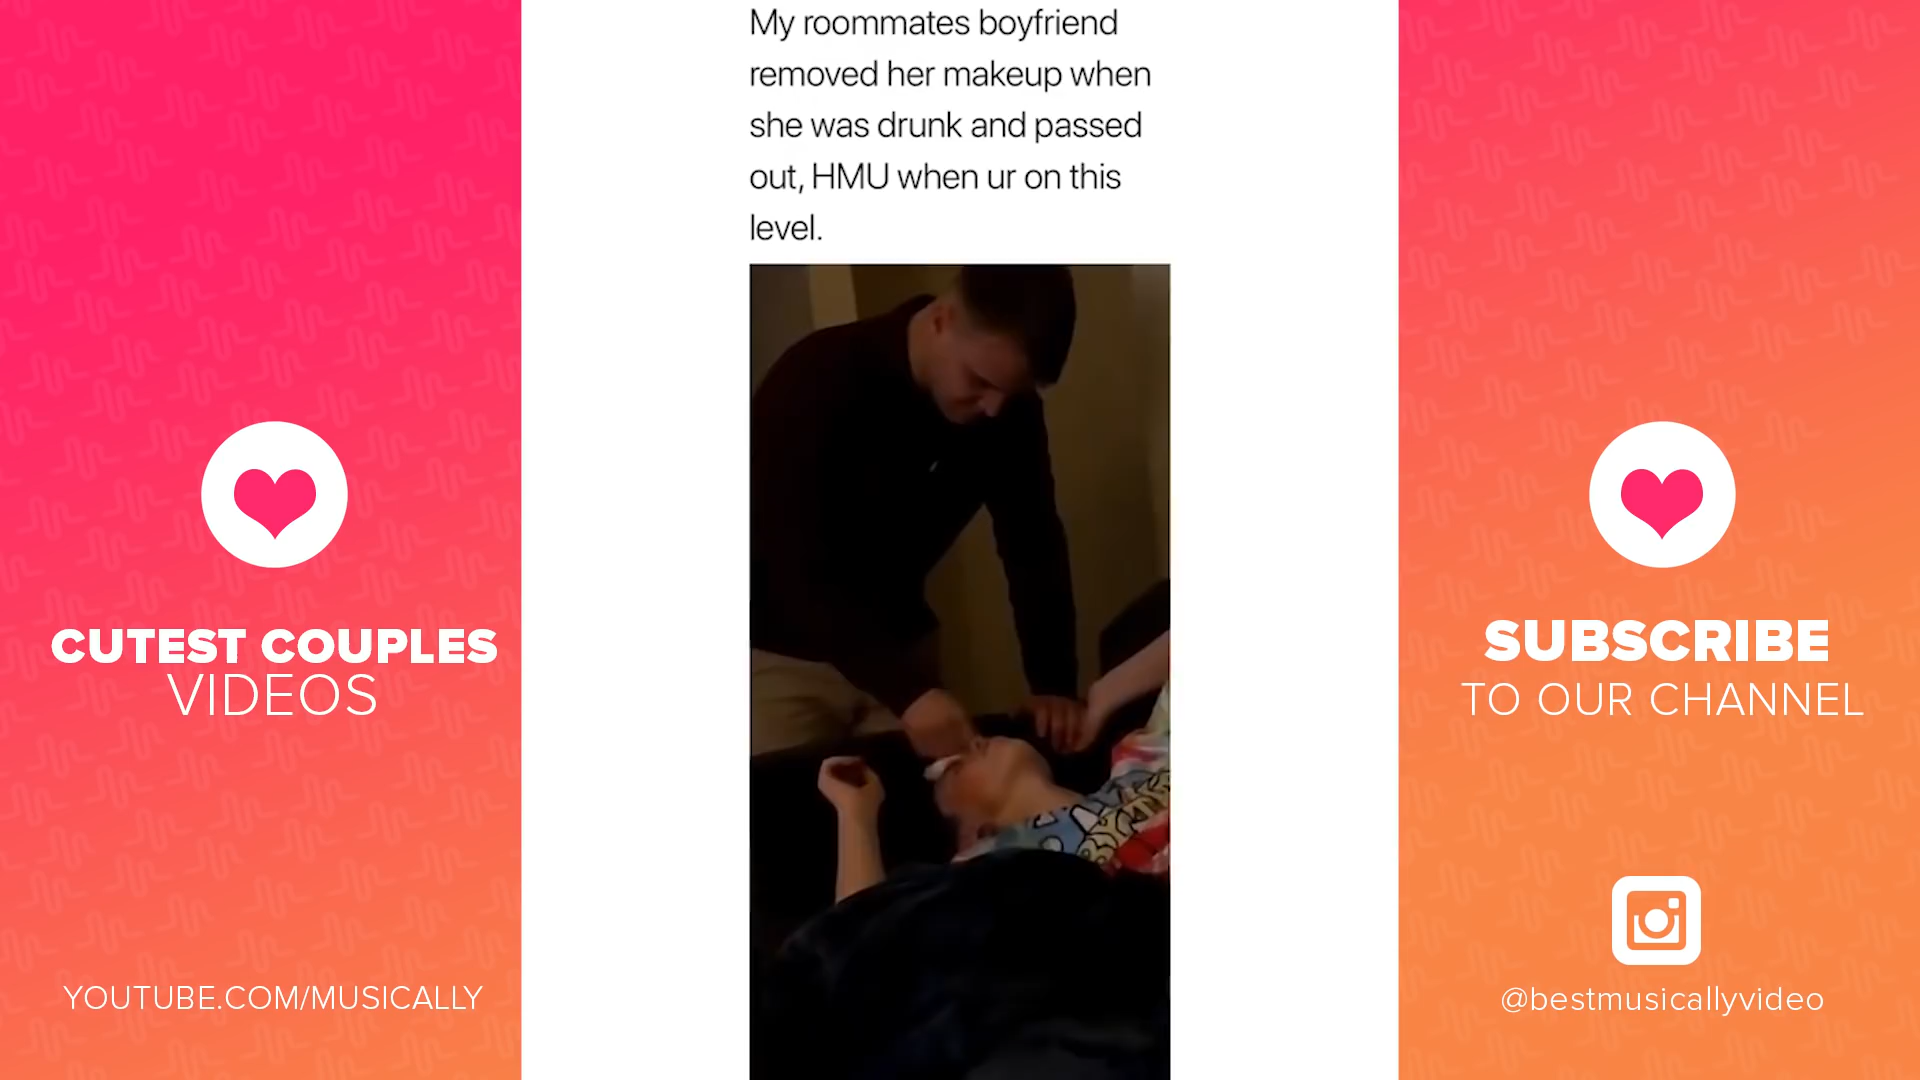 My roommates boyfriend
removed her makeup when
she was drunk and passed
out, HMU when ur on this
level.
CUTEST COUPLES
VIDEOS
YOUTUBE.COM/MUSICALLY
SUBSCRIBE
TO OUR CHANNEL
@bestmusicallyvideo